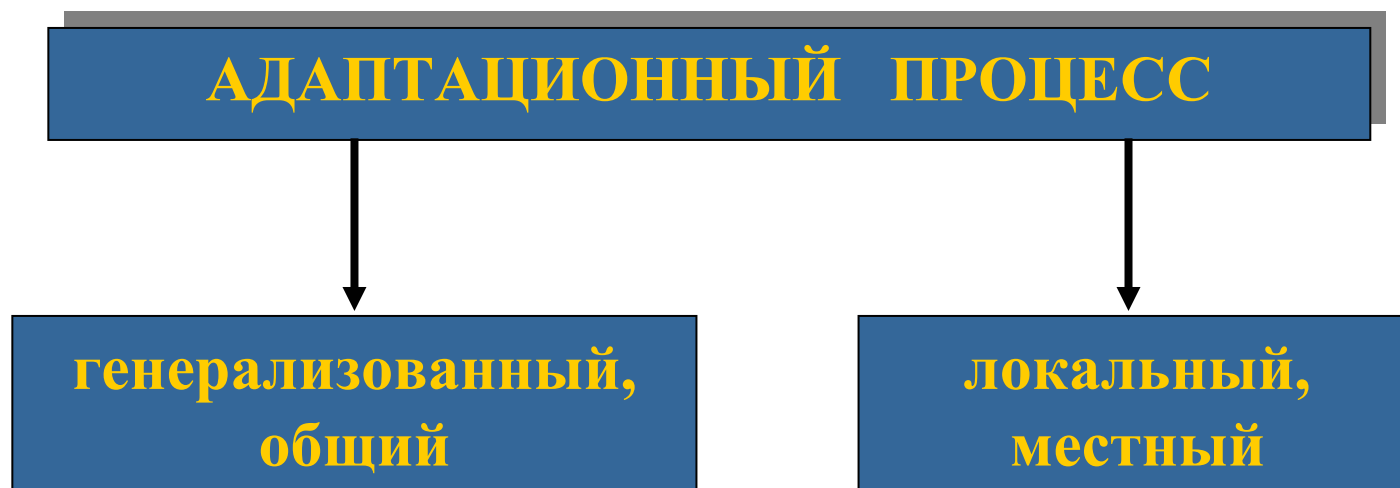 АДАПТАЦИОННЫЙ ПРОЦЕСС
генерализованный,
общий
локальный,
местный